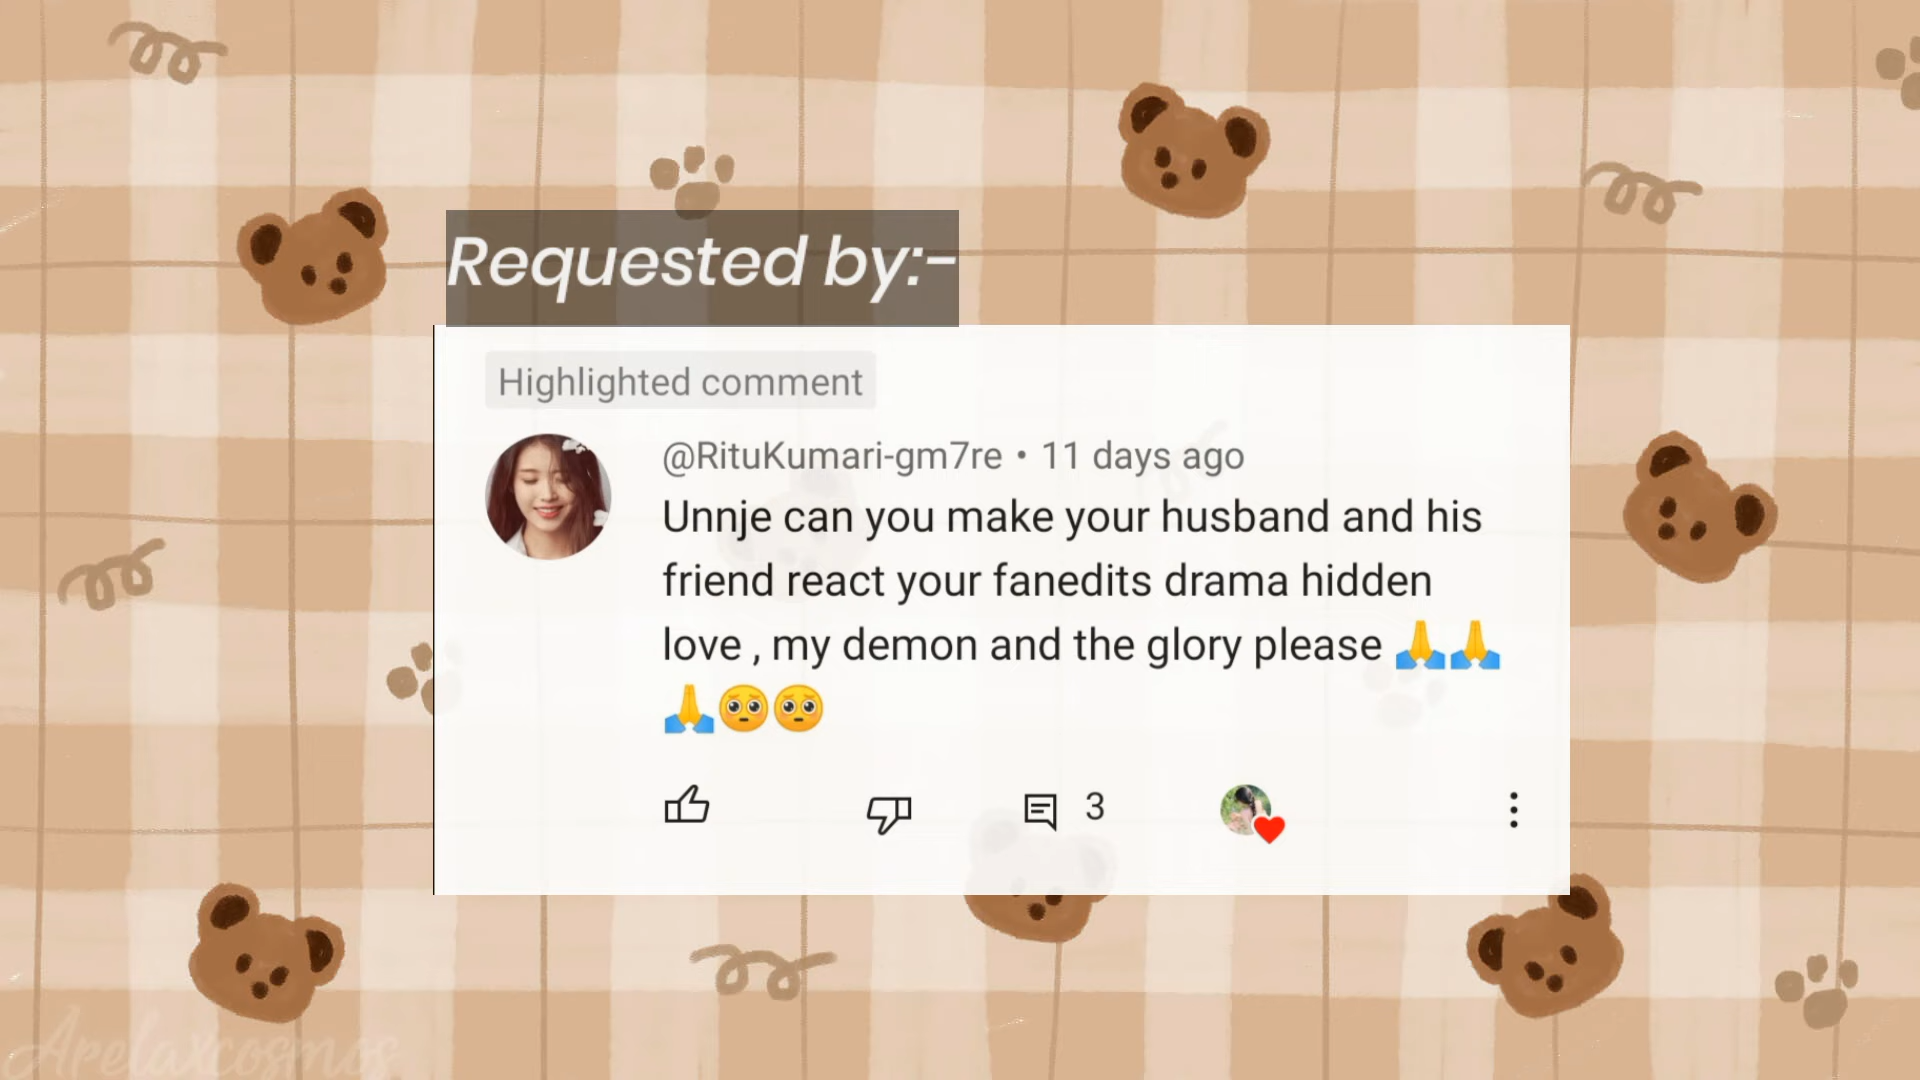 Requested by:-
Highlighted comment
@RituKumari-gm7re • 11 days ago
Unnje can you make your husband and his
friend react your fanedits drama hidden
love , my demon and the glory please 🙏🙏
🙏🥺🥺
3
Arelaxcosmos